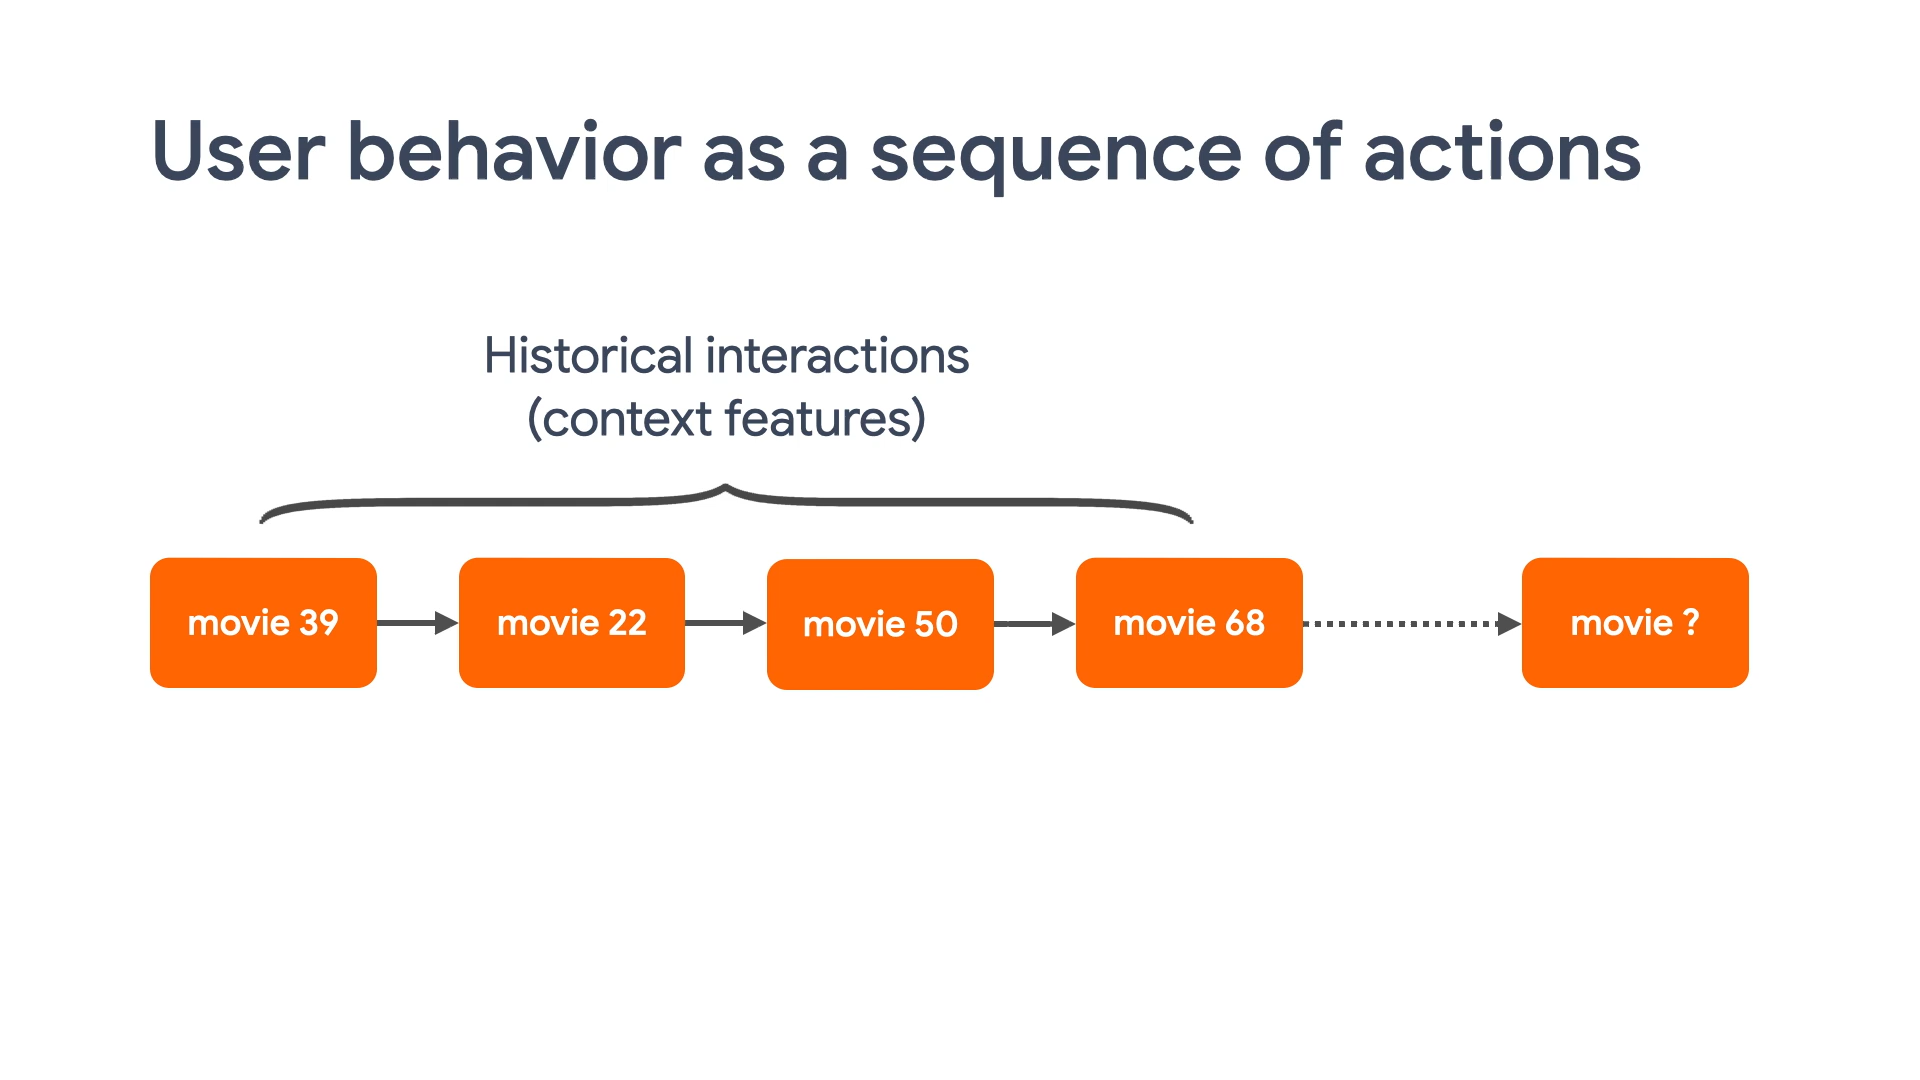 User behavior as a sequence of actions
Historical interactions
(context features)
movie 39
movie 22
movie 50
movie 68
movie ?